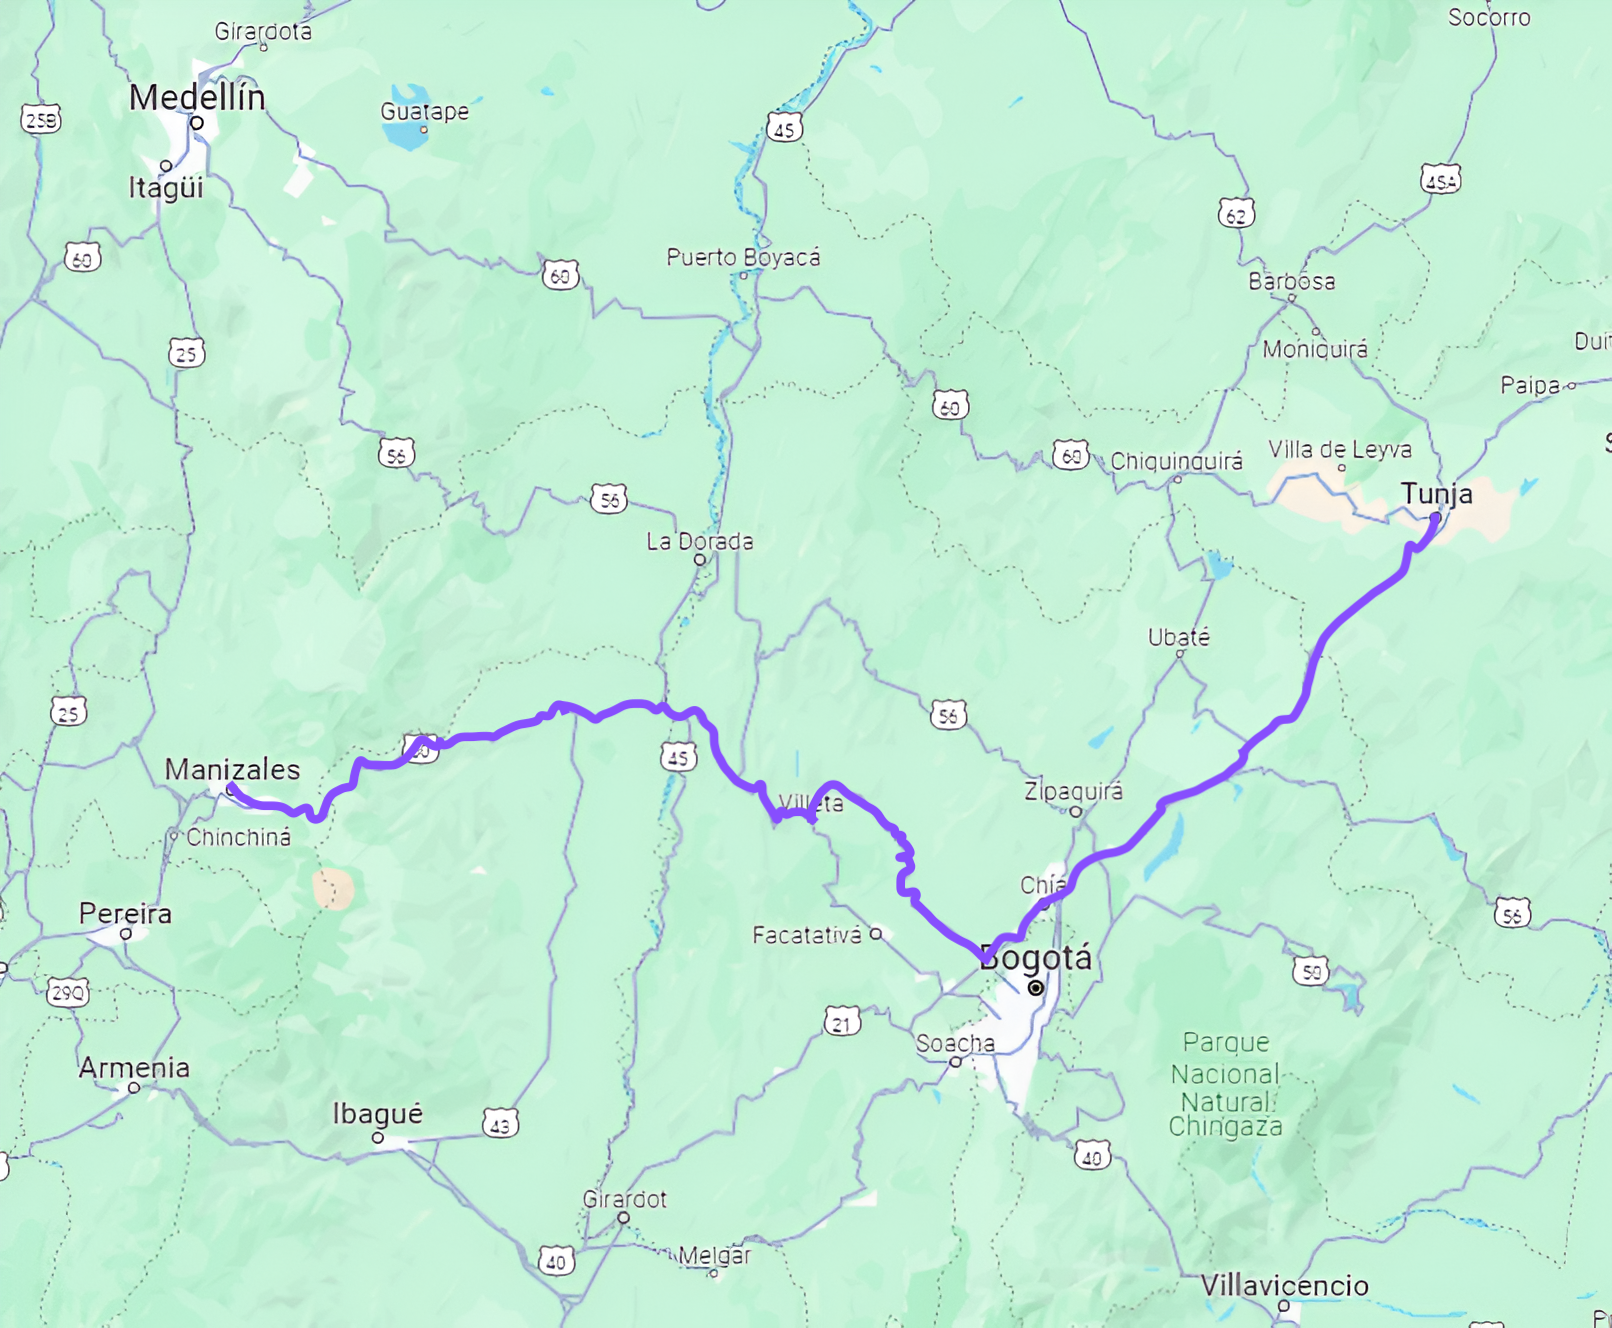 Socorro
Girardota
Medellín
Guatape
25B
45
Itagüi
45A
62
60
Puerto Boyacá
60
Barbosa
25
Moniquirá
Paipa
60
56
60
Chiquinquirá
Villa de Leyva
56
Tunja
La Dorada
Ubaté
25
56
45
Manizales
Zipaquirá
Villeta
Chinchiná
Chía
Pereira
56
Facatativá
Bogotá
50
29Q
21
Soacha
Parque
Nacional
Natural
Chingaza
Armenia
Ibagué
43
40
Girardot
40
Melgar
Villavicencio